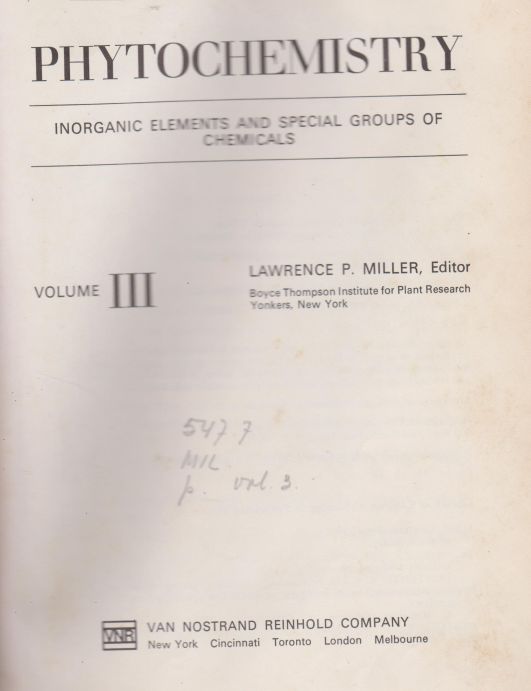 PHYTOCHEMISTRY
INORGANIC ELEMENTS AND SPECIAL GROUPS OF
CHEMICALS
VOLUME III
LAWRENCE P. MILLER, Editor
Boyce Thompson Institute for Plant Research
Yonkers, New York
547.7
MIL.
p. vol. 3.
VNR
VAN NOSTRAND REINHOLD COMPANY
New York Cincinnati Toronto London Melbourne